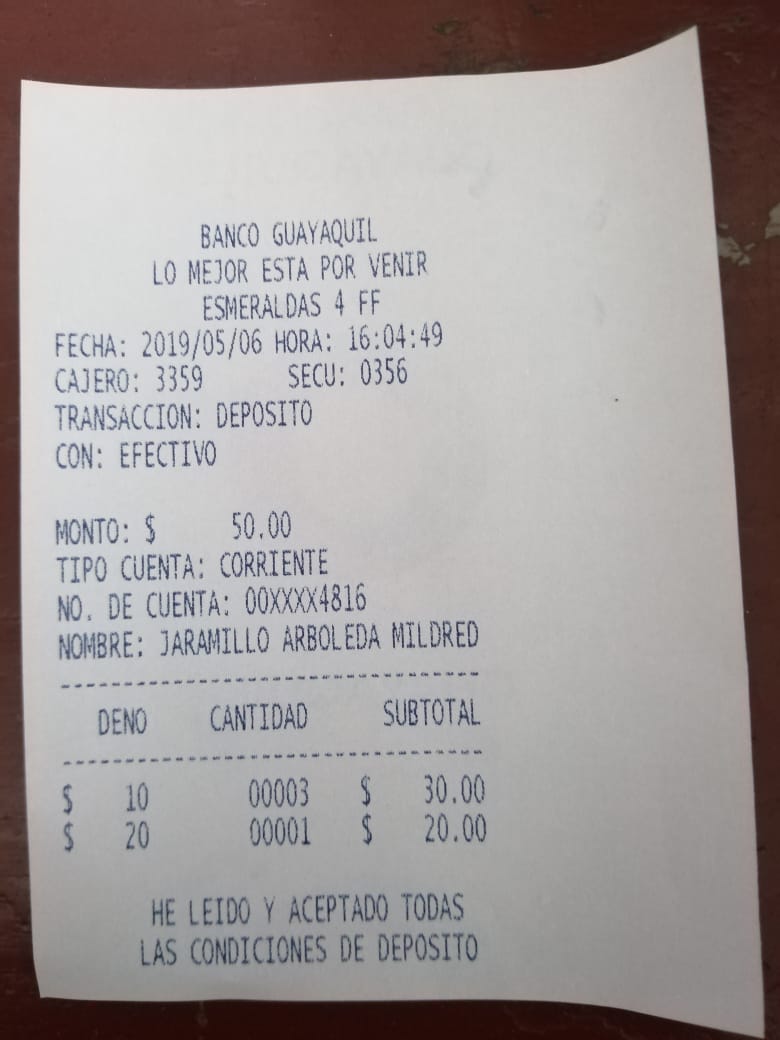 BANCO GUAYAQUIL
LO MEJOR ESTA POR VENIR
ESMERALDAS 4 FF
FECHA: 2019/05/06 HORA: 16:04:49
CAJERO: 3359 SECU: 0356
TRANSACCION: DEPOSITO
CON: EFECTIVO
MONTO: $ 50.00
TIPO CUENTA: CORRIENTE
NO. DE CUENTA: 00XXXX4816
NOMBRE: JARAMILLO ARBOLEDA MILDRED
------------------------------------
DENO CANTIDAD SUBTOTAL
------------------------------------
$ 10 00003 $ 30.00
$ 20 00001 $ 20.00
HE LEIDO Y ACEPTADO TODAS
LAS CONDICIONES DE DEPOSITO